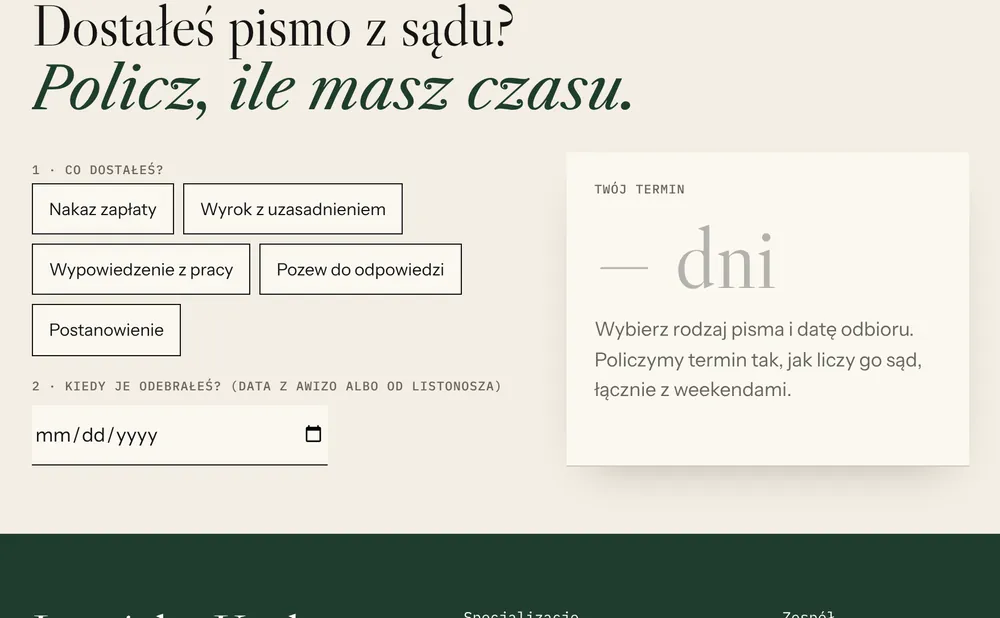 Dostałeś pismo z sądu?
Policz, ile masz czasu.
1 · CO DOSTAŁEŚ?
Nakaz zapłaty
Wyrok z uzasadnieniem
Wypowiedzenie z pracy
Pozew do odpowiedzi
Postanowienie
2 · KIEDY JE ODEBRAŁEŚ? (DATA Z AWIZO ALBO OD LISTONOSZA)
mm/dd/yyyy
TWÓJ TERMIN
— dni
Wybierz rodzaj pisma i datę odbioru.
Policzymy termin tak, jak liczy go sąd,
łącznie z weekendami.
Specjalizacje
Zespół